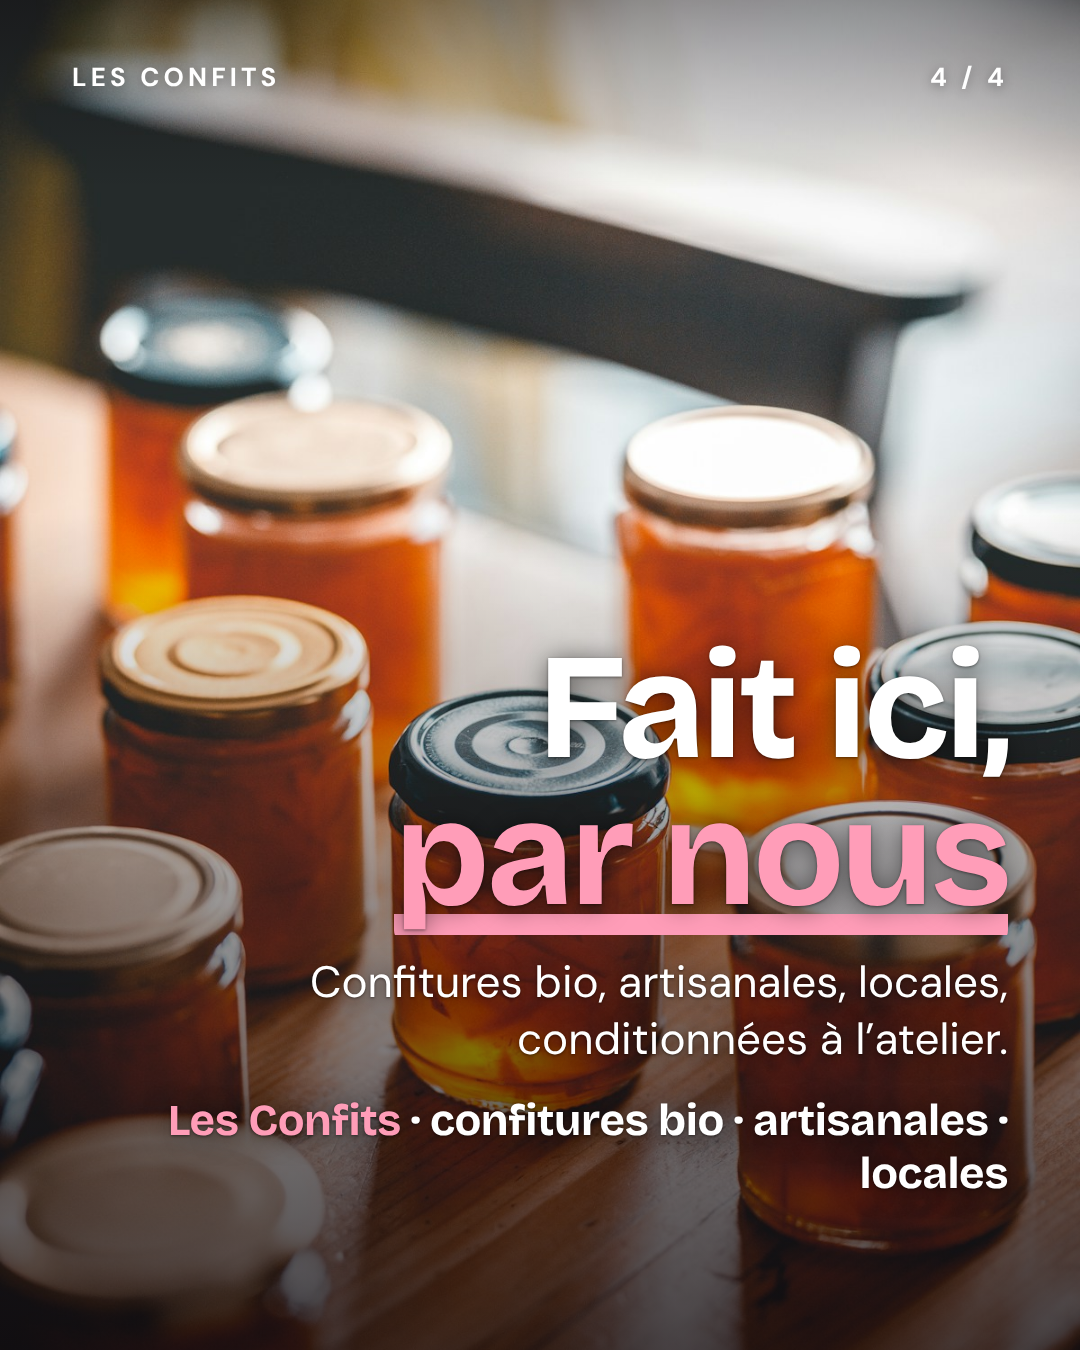 LES CONFITS
4 / 4
Fait ici,
par nous
Confitures bio, artisanales, locales,
conditionnées à l’atelier.
Les Confits · confitures bio · artisanales ·
locales